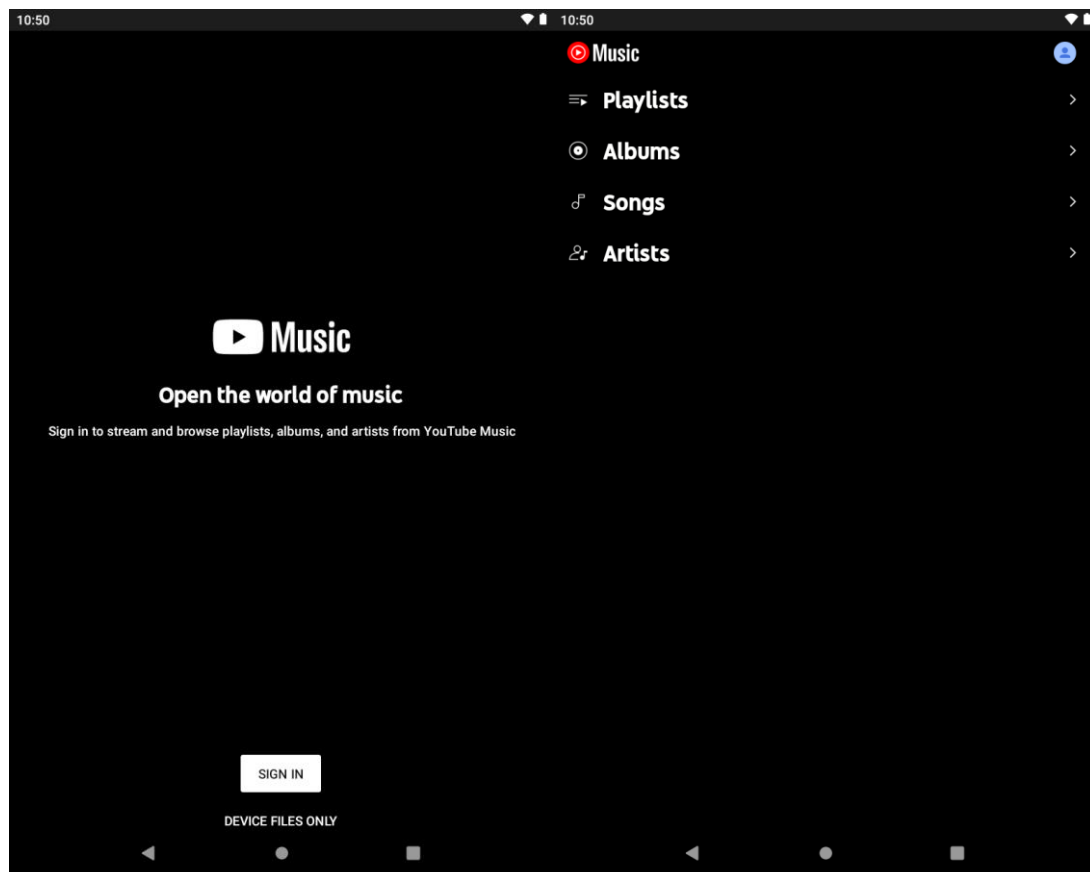 10:50
Music
Open the world of music
Sign in to stream and browse playlists, albums, and artists from YouTube Music
SIGN IN
DEVICE FILES ONLY
10:50
Music
Playlists
Albums
Songs
Artists